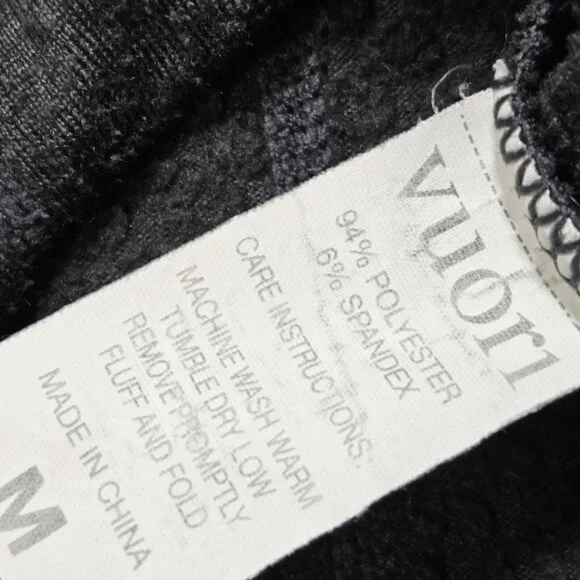 vuori
94% POLYESTER
6% SPANDEX
CARE INSTRUCTIONS:
MACHINE WASH WARM
TUMBLE DRY LOW
REMOVE PROMPTLY
FLUFF AND FOLD
MADE IN CHINA
M